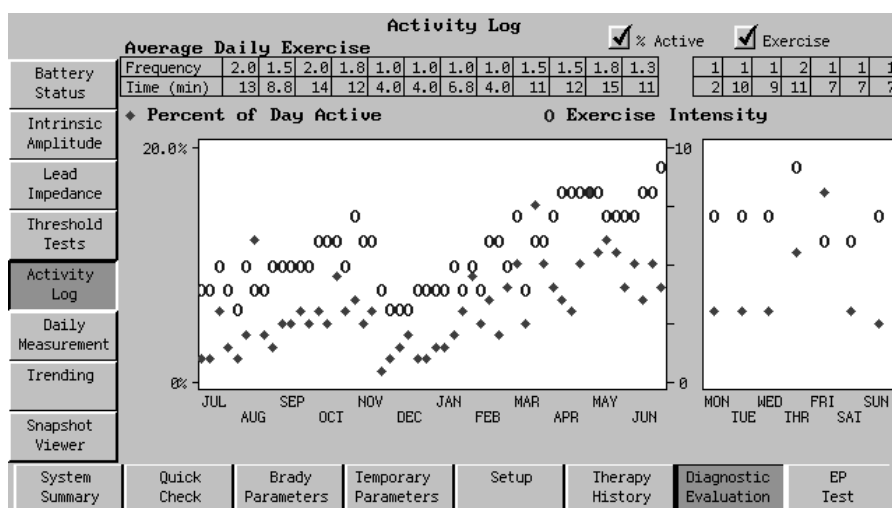 Activity Log
Average Daily Exercise
% Active
Exercise
Frequency 2.0 1.5 2.0 1.8 1.0 1.0 1.0 1.0 1.5 1.5 1.8 1.3 1 1 1 2 1 1 1
Time (min) 13 8.8 14 12 4.0 4.0 6.8 4.0 11 12 15 11 2 10 9 11 7 7 7
Percent of Day Active
O Exercise Intensity
20.0%
10
0%
0
JUL AUG SEP OCT NOV DEC JAN FEB MAR APR MAY JUN
MON TUE WED THR FRI SAT SUN
Battery
Status
Intrinsic
Amplitude
Lead
Impedance
Threshold
Tests
Activity
Log
Daily
Measurement
Trending
Snapshot
Viewer
System
Summary
Quick
Check
Brady
Parameters
Temporary
Parameters
Setup
Therapy
History
Diagnostic
Evaluation
EP
Test